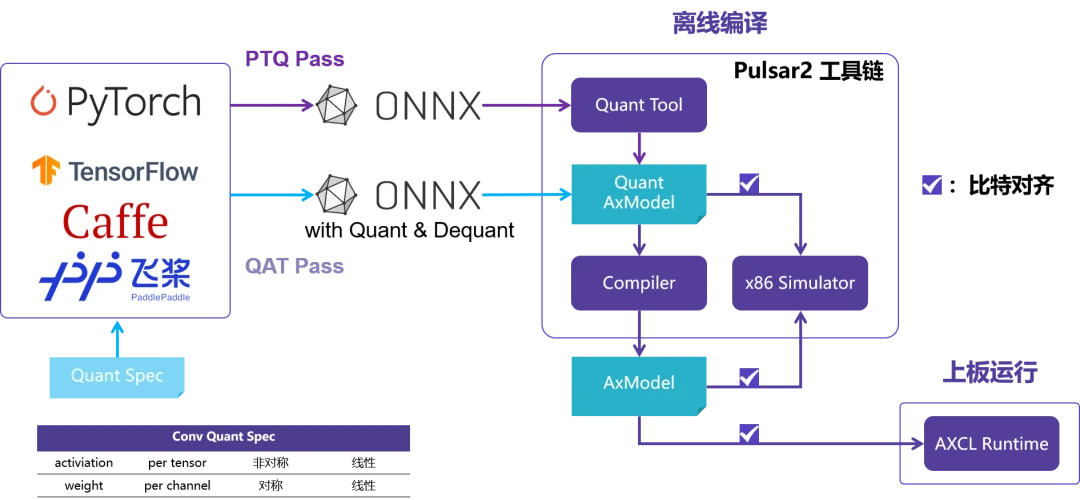 离线编译
PTQ Pass
Pulsar2 工具链
PyTorch
ONNX
Quant Tool
TensorFlow
Caffe
飞桨
PaddlePaddle
ONNX
with Quant & Dequant
QAT Pass
Quant
AxModel
：比特对齐
Compiler
x86 Simulator
Quant Spec
AxModel
上板运行
AXCL Runtime
Conv Quant Spec
activiation per tensor 非对称 线性
weight per channel 对称 线性